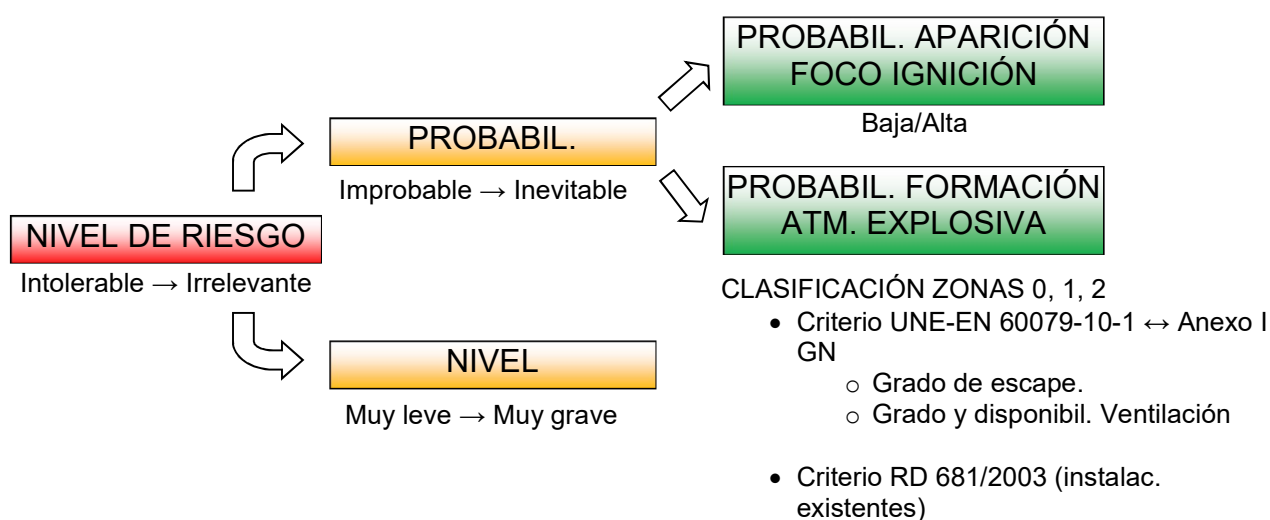 NIVEL DE RIESGO
Intolerable → Irrelevante
PROBABIL.
Improbable → Inevitable
NIVEL
Muy leve → Muy grave
PROBABIL. APARICIÓN
FOCO IGNICIÓN
Baja/Alta
PROBABIL. FORMACIÓN
ATM. EXPLOSIVA
CLASIFICACIÓN ZONAS 0, 1, 2
• Criterio UNE-EN 60079-10-1 ↔ Anexo I
GN
o Grado de escape.
o Grado y disponibil. Ventilación
• Criterio RD 681/2003 (instalac.
existentes)